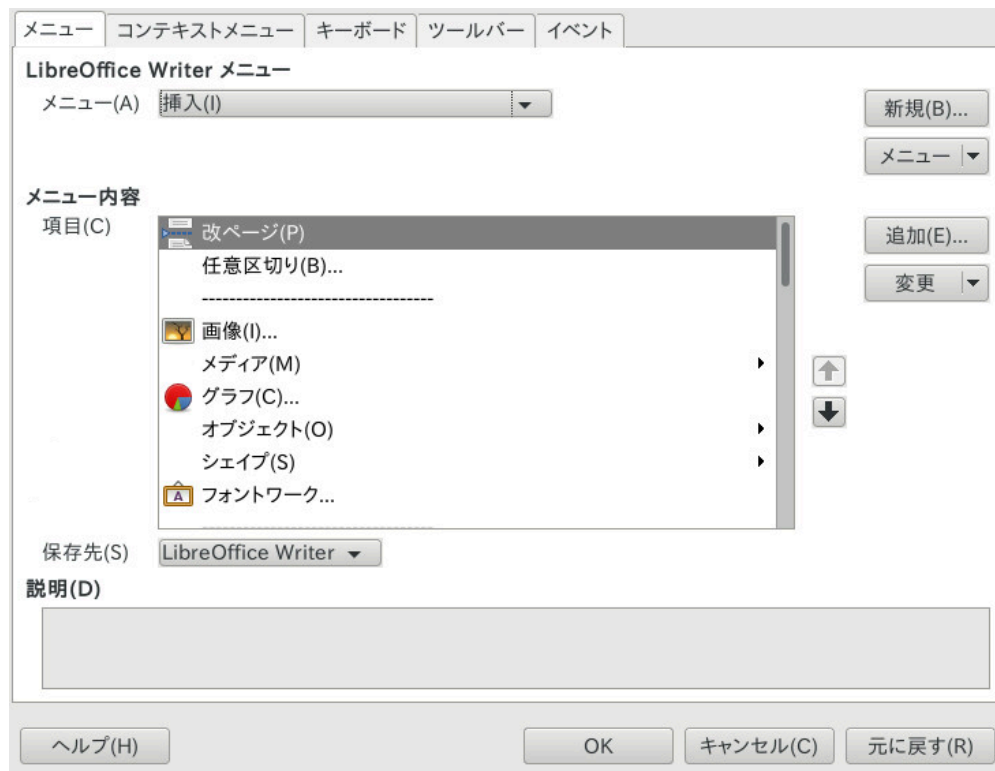 メニュー コンテキストメニュー キーボード ツールバー イベント
LibreOffice Writer メニュー
メニュー(A) 挿入(I) 新規(B)...
メニュー
メニュー内容
項目(C) 改ページ(P) 追加(E)...
任意区切り(B)... 変更
----------------------------------
画像(I)...
メディア(M)
グラフ(C)...
オブジェクト(O)
シェイプ(S)
A フォントワーク...
----------------------------------
保存先(S) LibreOffice Writer
説明(D)
ヘルプ(H) OK キャンセル(C) 元に戻す(R)